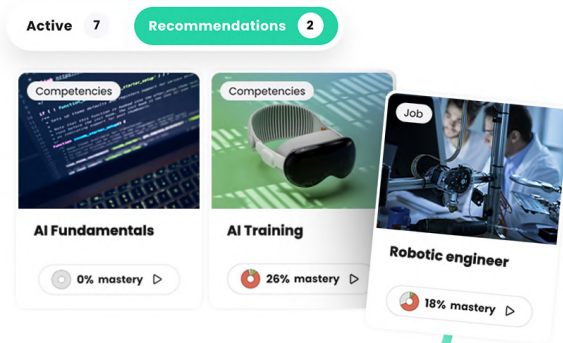 Active 7 Recommendations 2
Competencies
Competencies
Job
AI Fundamentals
AI Training
Robotic engineer
0% mastery
26% mastery
18% mastery